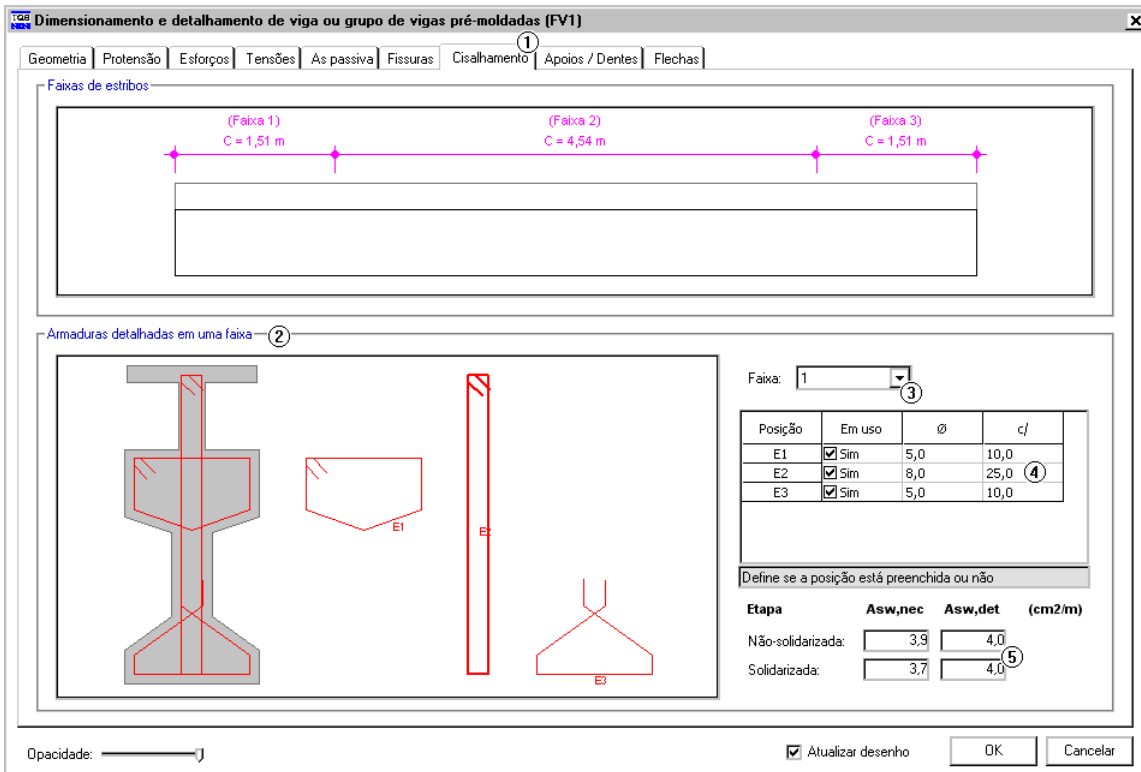 TQS
Dimensionamento e detalhamento de viga ou grupo de vigas pré-moldadas (FV1)
1
Geometria Protensão Esforços Tensões As passiva Fissuras Cisalhamento Apoios / Dentes Flechas
Faixas de estribos
(Faixa 1) (Faixa 2) (Faixa 3)
C = 1,51 m C = 4,54 m C = 1,51 m
Armaduras detalhadas em uma faixa 2
Faixa: 1
3
Posição Em uso Ø c/
E1 Sim 5,0 10,0
E2 Sim 8,0 25,0 4
E3 Sim 5,0 10,0
E1
E2
E3
Define se a posição está preenchida ou não
Etapa Asw,nec Asw,det (cm2/m)
Não-solidarizada: 3,9 4,0
5
Solidarizada: 3,7 4,0
Opacidade: Atualizar desenho OK Cancelar